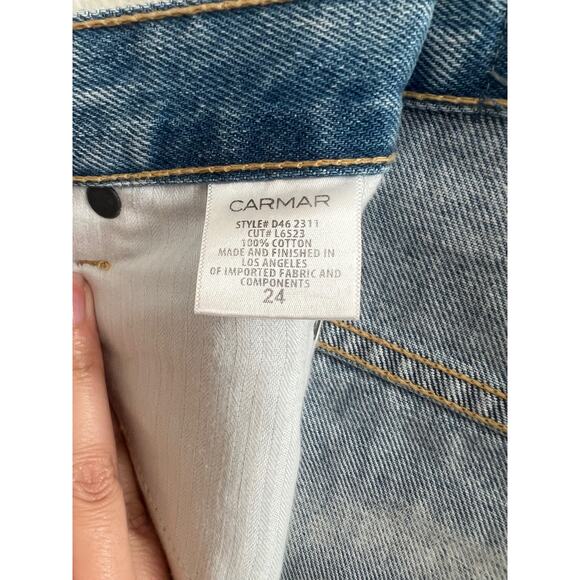 CARMAR
STYLE# D46 2311
CUT# L6523
100% COTTON
MADE AND FINISHED IN
LOS ANGELES
OF IMPORTED FABRIC AND
COMPONENTS
24